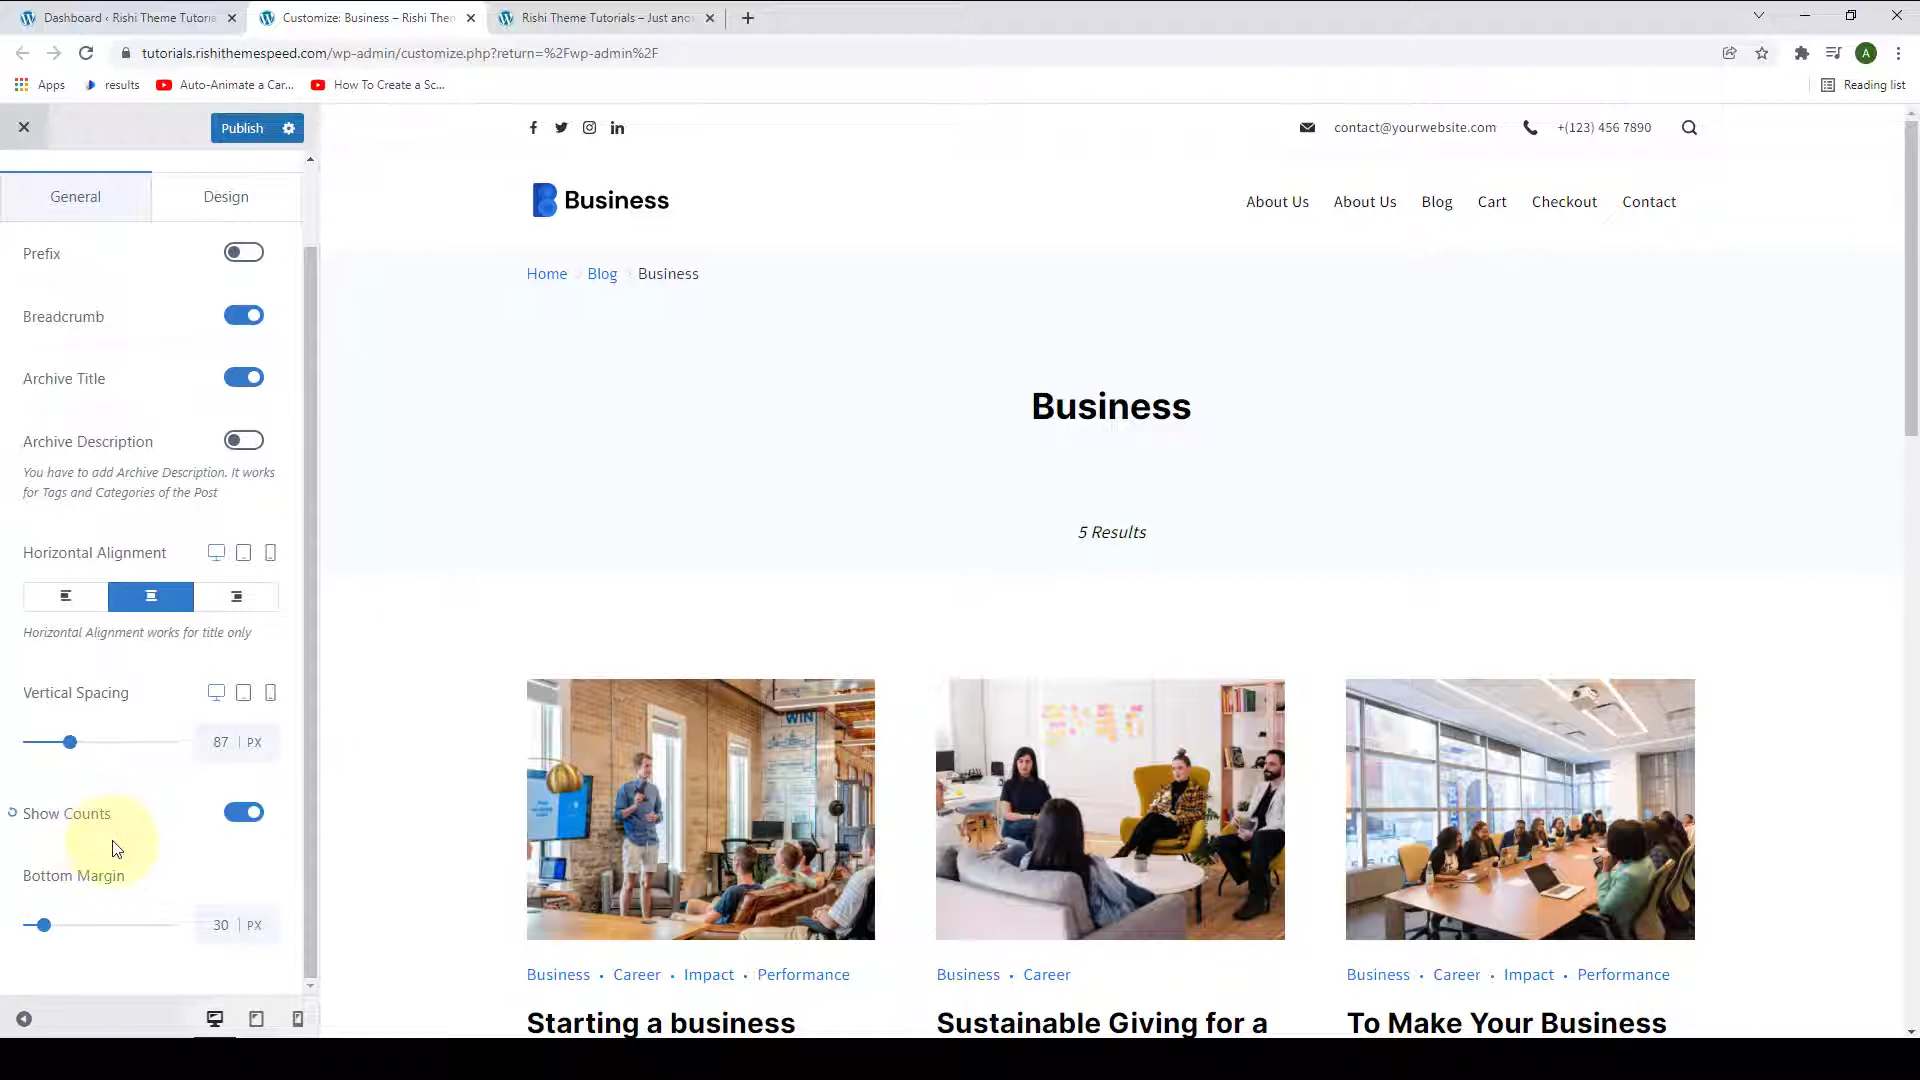 Dashboard ‹ Rishi Theme Tutoria
Customize: Business – Rishi Then
Rishi Theme Tutorials – Just ano
tutorials.rishithemespeed.com/wp-admin/customize.php?return=%2Fwp-admin%2F
A
Apps
results
Auto-Animate a Car...
How To Create a Sc...
Reading list
Publish
contact@yourwebsite.com
+(123) 456 7890
General
Design
Business
About Us
About Us
Blog
Cart
Checkout
Contact
Prefix
Home
Blog
Business
Breadcrumb
Archive Title
Business
Archive Description
You have to add Archive Description. It works
for Tags and Categories of the Post
5 Results
Horizontal Alignment
Horizontal Alignment works for title only
Vertical Spacing
87 | PX
WIN
Show Counts
Bottom Margin
30 | PX
Business • Career • Impact • Performance
Business • Career
Business • Career • Impact • Performance
Starting a business
Sustainable Giving for a
To Make Your Business